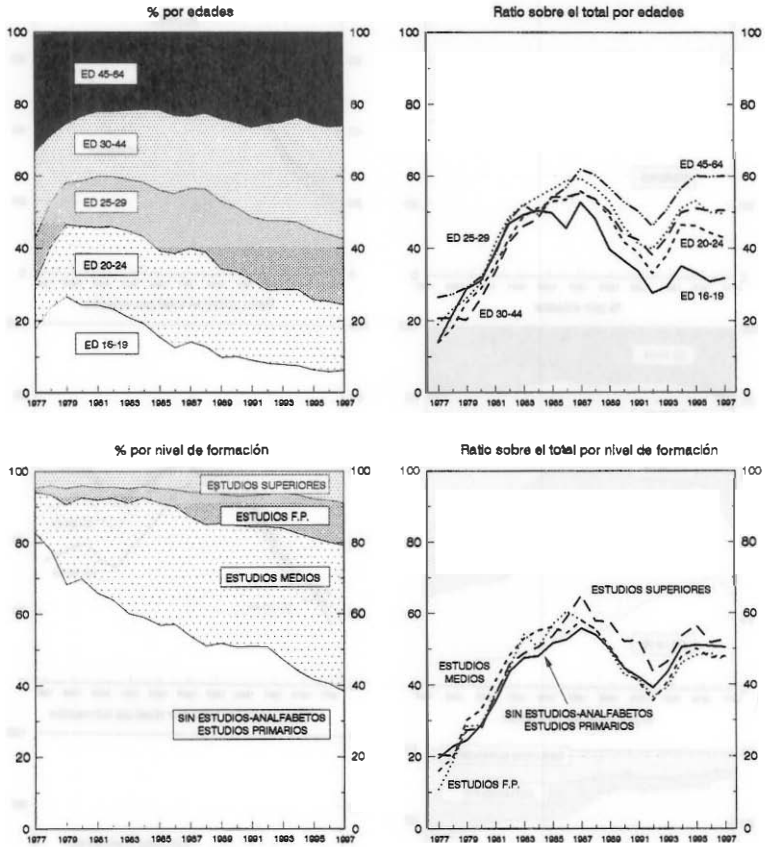 % por edades
100
80
60
40
20
0
100
80
60
40
20
0
ED 45-64
ED 30-44
ED 25-29
ED 20-24
ED 16-19
1977 1979 1981 1983 1985 1987 1989 1991 1993 1995 1997
Ratio sobre el total por edades
100
80
60
40
20
0
100
80
60
40
20
0
ED 45-64
ED 25-29
ED 20-24
ED 30-44
ED 16-19
1977 1979 1981 1983 1985 1987 1989 1991 1993 1995 1997
% por nivel de formación
100
80
60
40
20
0
100
80
60
40
20
0
ESTUDIOS SUPERIORES
ESTUDIOS F.P.
ESTUDIOS MEDIOS
SIN ESTUDIOS-ANALFABETOS
ESTUDIOS PRIMARIOS
1977 1979 1981 1983 1985 1987 1989 1991 1993 1995 1997
Ratio sobre el total por nivel de formación
100
80
60
40
20
0
100
80
60
40
20
0
ESTUDIOS SUPERIORES
ESTUDIOS
MEDIOS
SIN ESTUDIOS-ANALFABETOS
ESTUDIOS PRIMARIOS
ESTUDIOS F.P.
1977 1979 1981 1983 1985 1987 1989 1991 1993 1995 1997